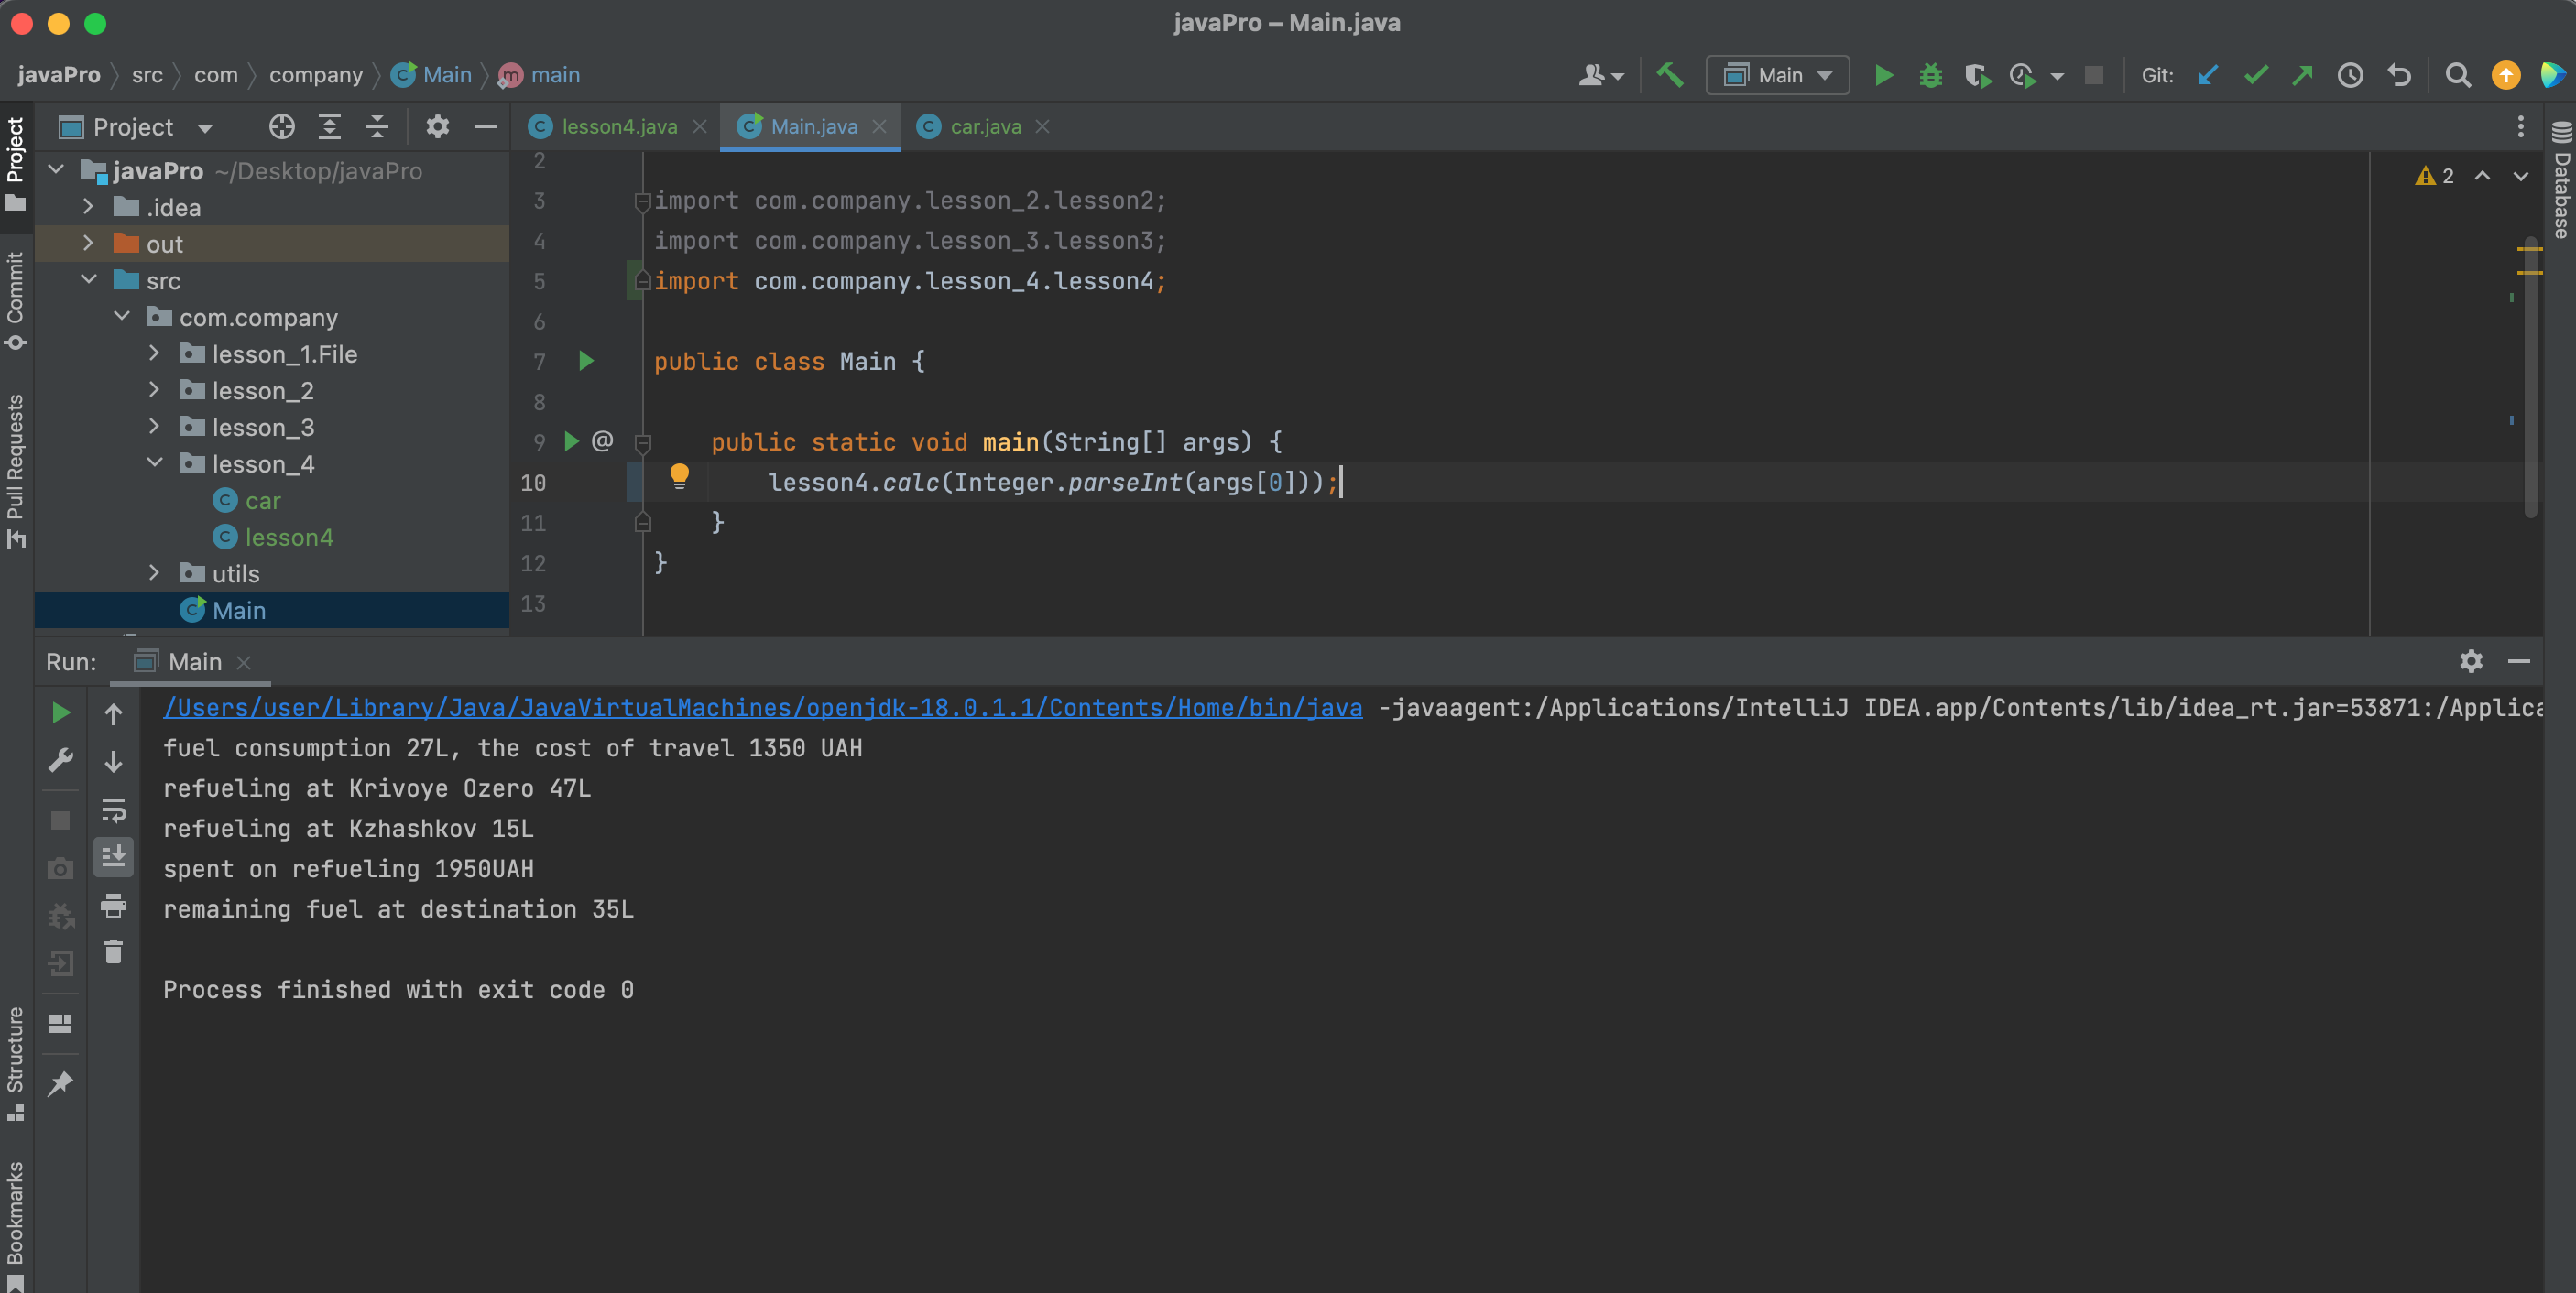 javaPro – Main.java
javaPro src com company Main main
Main Git:
Project
lesson4.java Main.java car.java
javaPro ~/Desktop/javaPro
.idea
out
src
com.company
lesson_1.File
lesson_2
lesson_3
lesson_4
car
lesson4
utils
Main
2
3 import com.company.lesson_2.lesson2;
4 import com.company.lesson_3.lesson3;
5 import com.company.lesson_4.lesson4;
6
7 public class Main {
8
9 @ public static void main(String[] args) {
10 lesson4.calc(Integer.parseInt(args[0]));
11 }
12 }
13
2
Project
Commit
Pull Requests
Structure
Bookmarks
Database
Run: Main
/Users/user/Library/Java/JavaVirtualMachines/openjdk-18.0.1.1/Contents/Home/bin/java -javaagent:/Applications/IntelliJ IDEA.app/Contents/lib/idea_rt.jar=53871:/Applica
fuel consumption 27L, the cost of travel 1350 UAH
refueling at Krivoye Ozero 47L
refueling at Kzhashkov 15L
spent on refueling 1950UAH
remaining fuel at destination 35L
Process finished with exit code 0